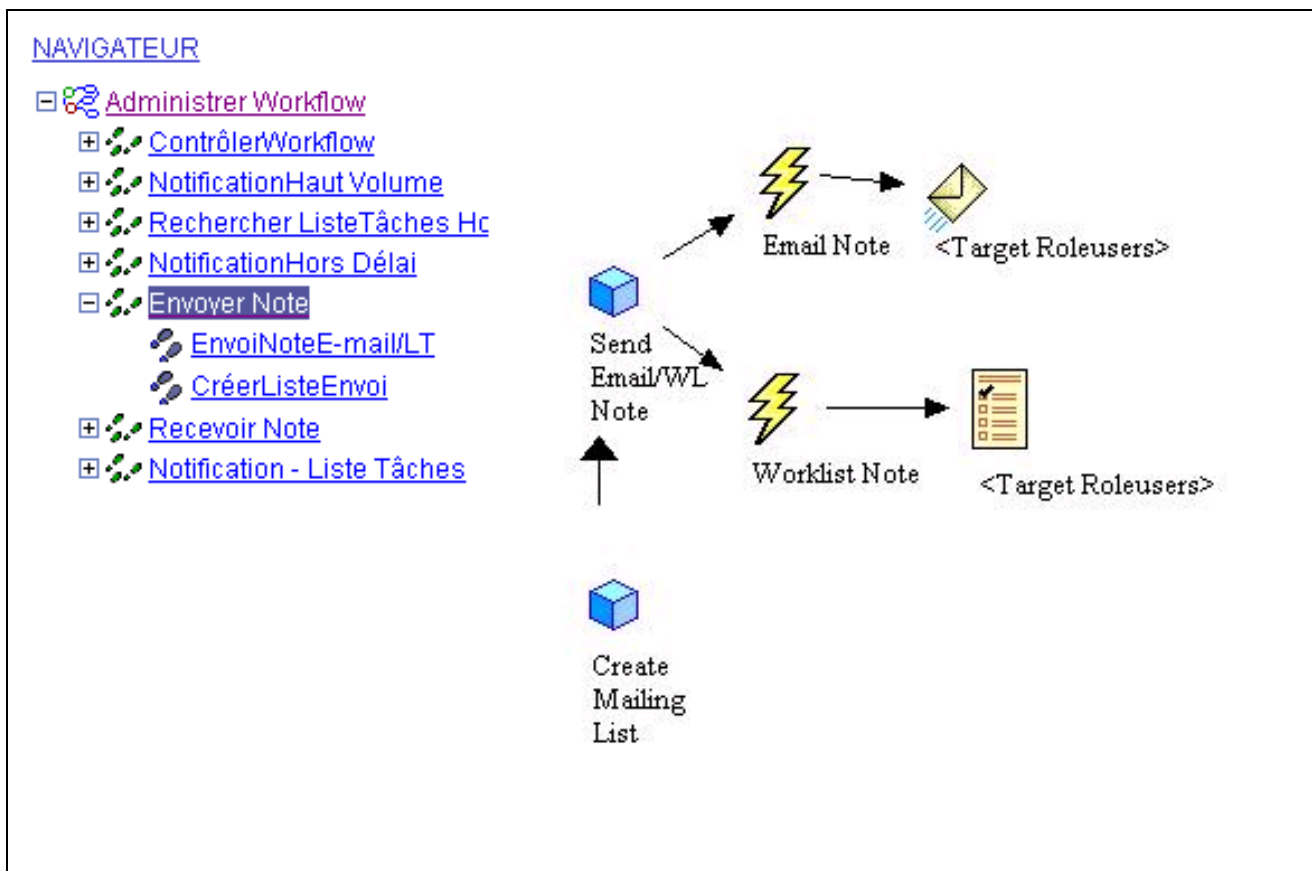 NAVIGATEUR
Administrer Workflow
ContrôlerWorkflow
NotificationHaut Volume
Rechercher ListeTâches Ho
NotificationHors Délai
Envoyer Note
EnvoiNoteE-mail/LT
CréerListeEnvoi
Recevoir Note
Notification - Liste Tâches
Email Note
<Target Roleusers>
Send
Email/WL
Note
Worklist Note
<Target Roleusers>
Create
Mailing
List